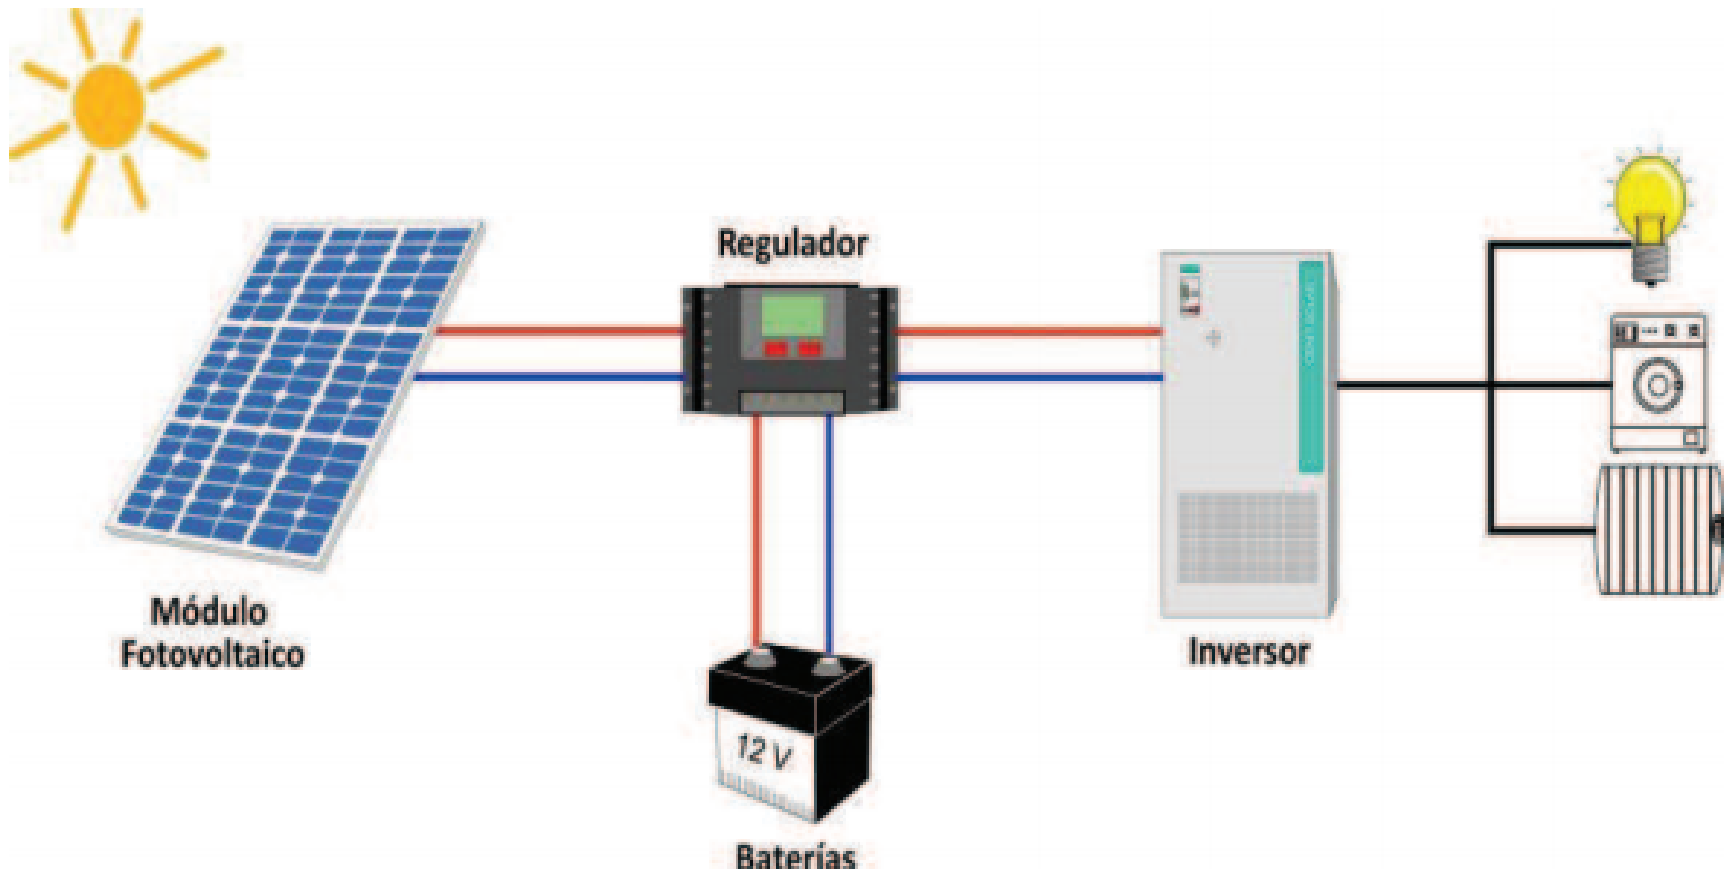 Regulador
Módulo
Fotovoltaico
Inversor
12 V
Baterías